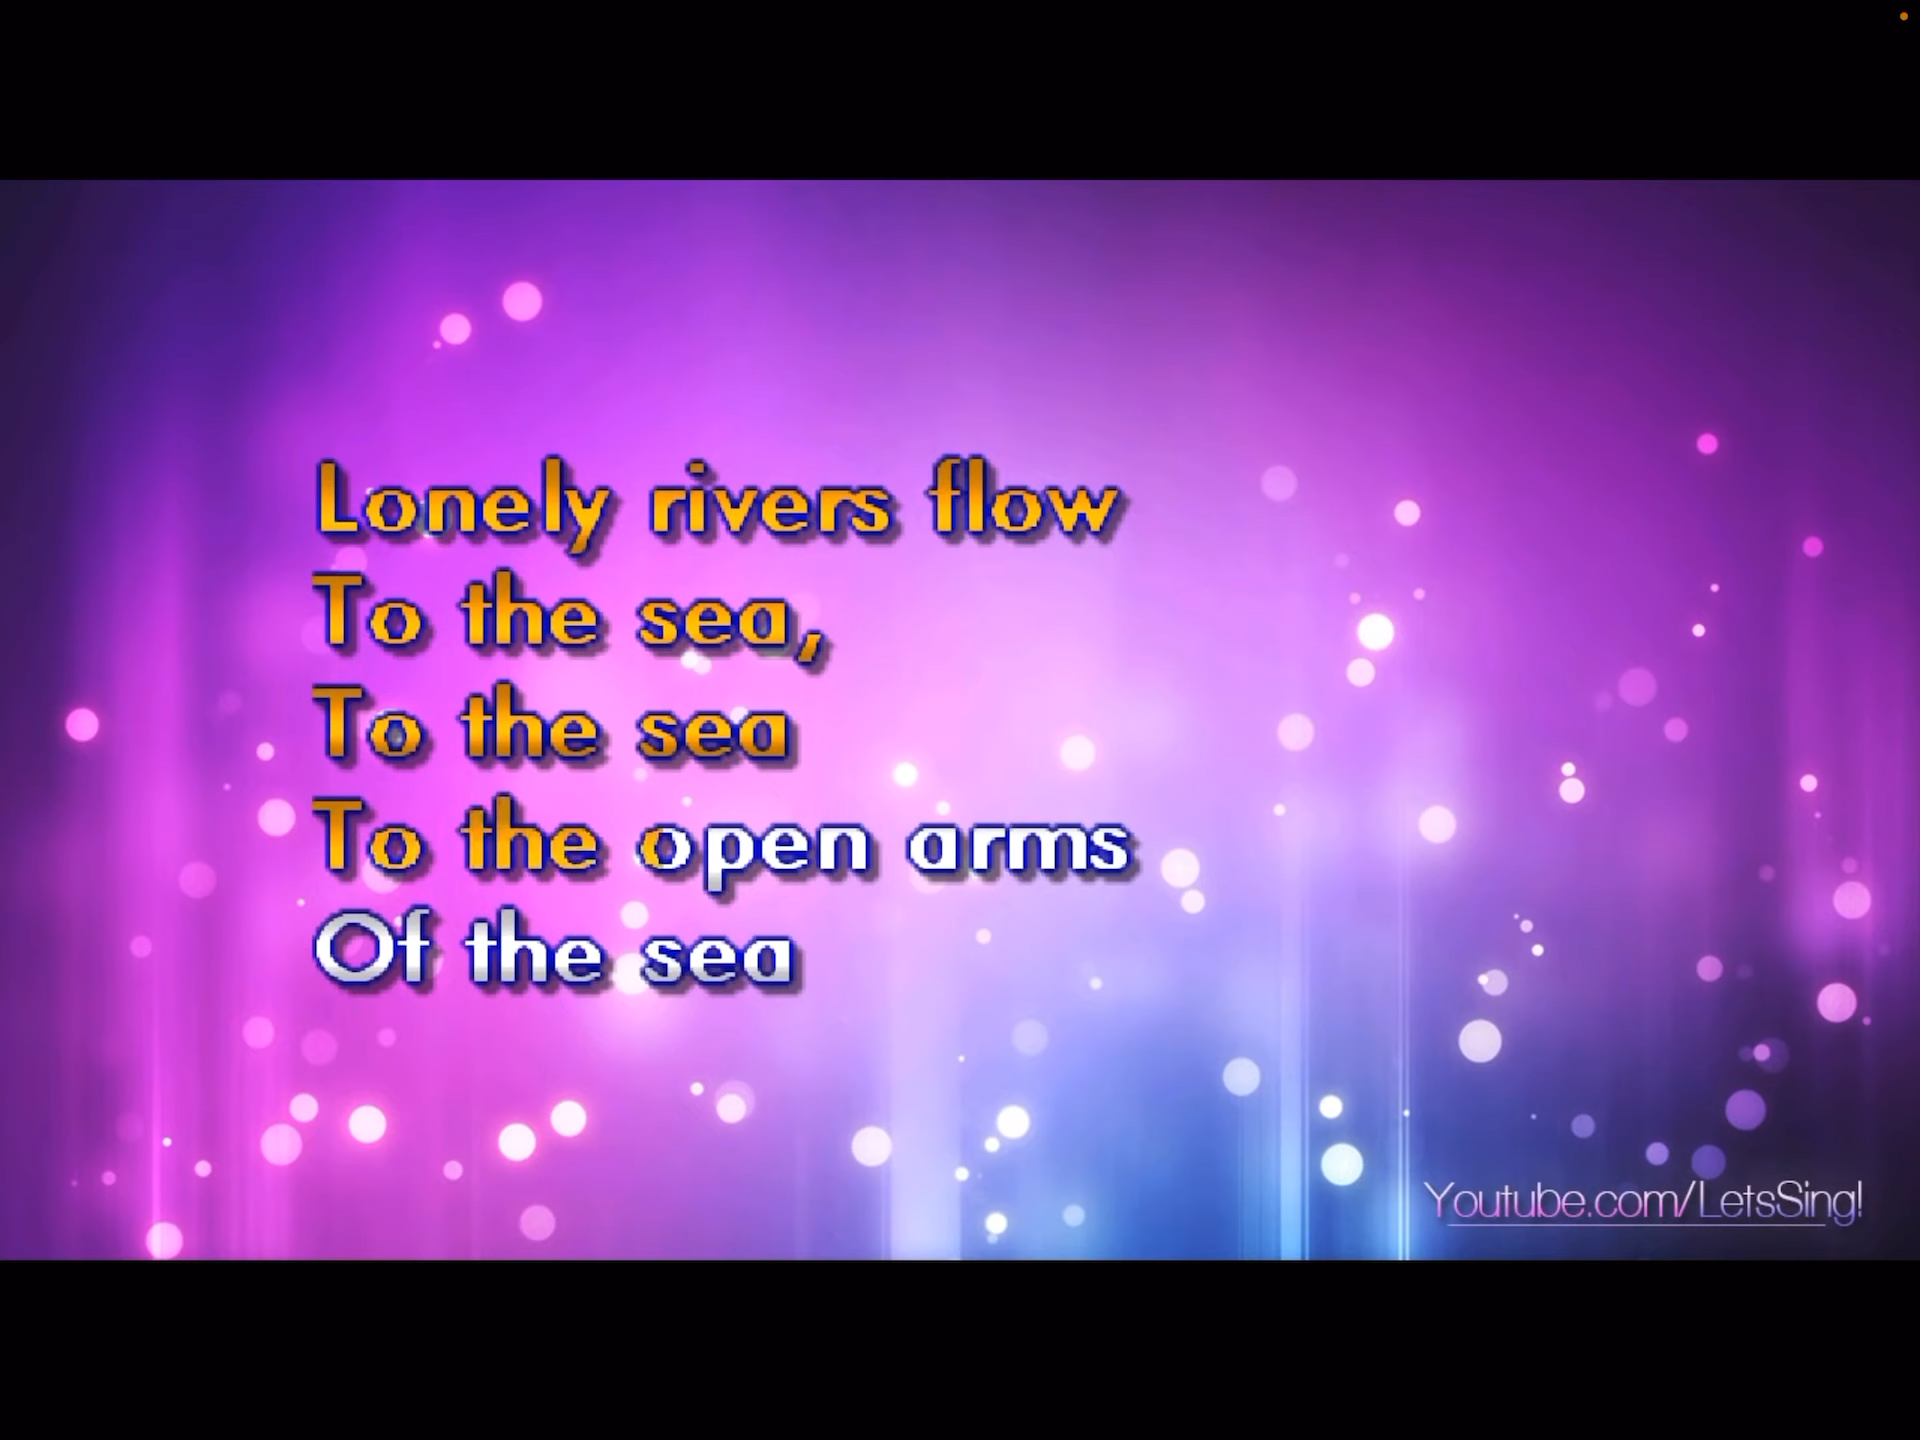 Lonely rivers flow
To the sea,
To the sea
To the open arms
Of the sea
Youtube.com/LetsSing!